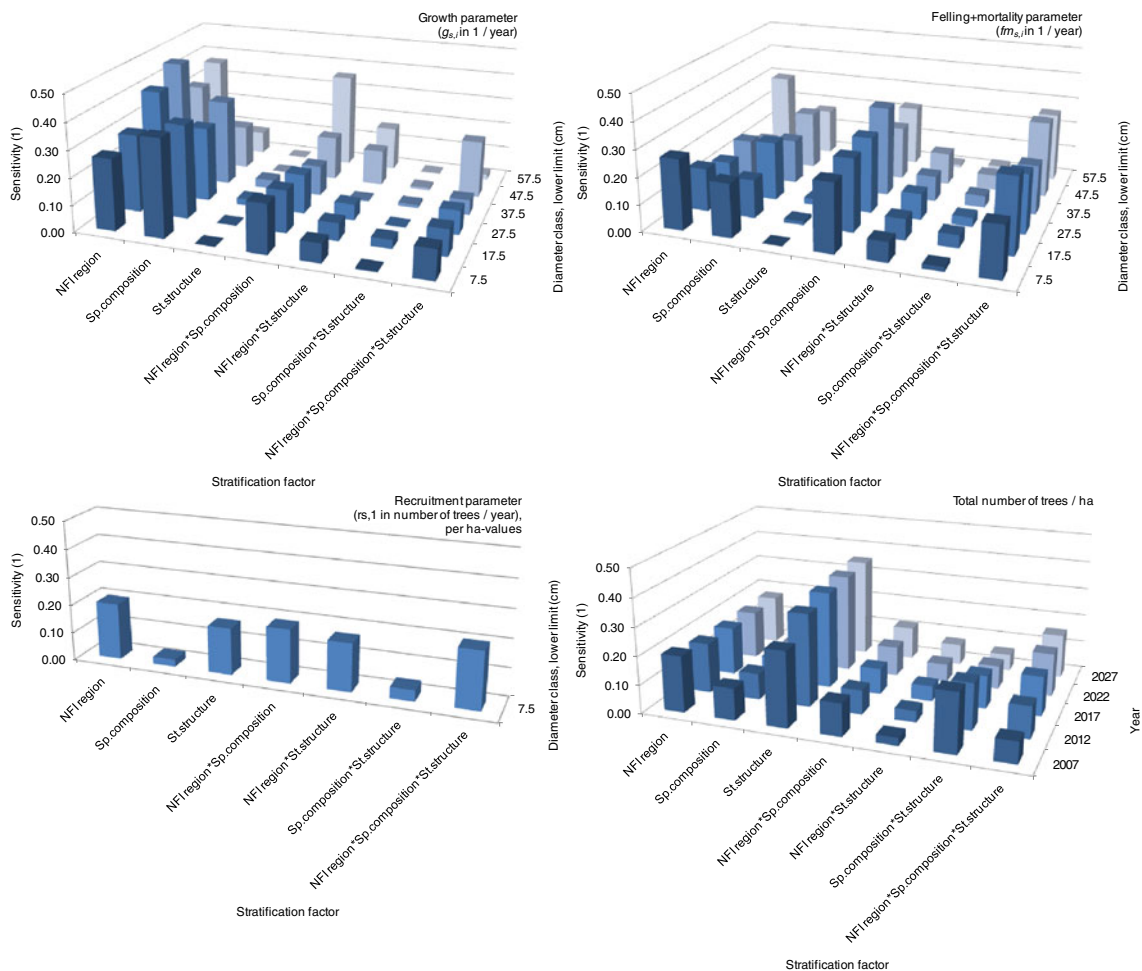 Growth parameter
(gs,i in 1 / year)
Sensitivity (1)
0.50
0.40
0.30
0.20
0.10
0.00
57.5
47.5
37.5
27.5
17.5
7.5
Diameter class, lower limit (cm)
NFI region
Sp.composition
St.structure
NFI region*Sp.composition
NFI region*St.structure
Sp.composition*St.structure
NFI region*Sp.composition*St.structure
Stratification factor
Felling+mortality parameter
(fms,i in 1 / year)
Sensitivity (1)
0.50
0.40
0.30
0.20
0.10
0.00
57.5
47.5
37.5
27.5
17.5
7.5
Diameter class, lower limit (cm)
NFI region
Sp.composition
St.structure
NFI region*Sp.composition
NFI region*St.structure
Sp.composition*St.structure
NFI region*Sp.composition*St.structure
Stratification factor
Recruitment parameter
(rs,1 in number of trees / year),
per ha-values
Sensitivity (1)
0.50
0.40
0.30
0.20
0.10
0.00
7.5
Diameter class, lower limit (cm)
NFI region
Sp.composition
St.structure
NFI region*Sp.composition
NFI region*St.structure
Sp.composition*St.structure
NFI region*Sp.composition*St.structure
Stratification factor
Total number of trees / ha
Sensitivity (1)
0.50
0.40
0.30
0.20
0.10
0.00
2027
2022
2017
2012
2007
Year
NFI region
Sp.composition
St.structure
NFI region*Sp.composition
NFI region*St.structure
Sp.composition*St.structure
NFI region*Sp.composition*St.structure
Stratification factor